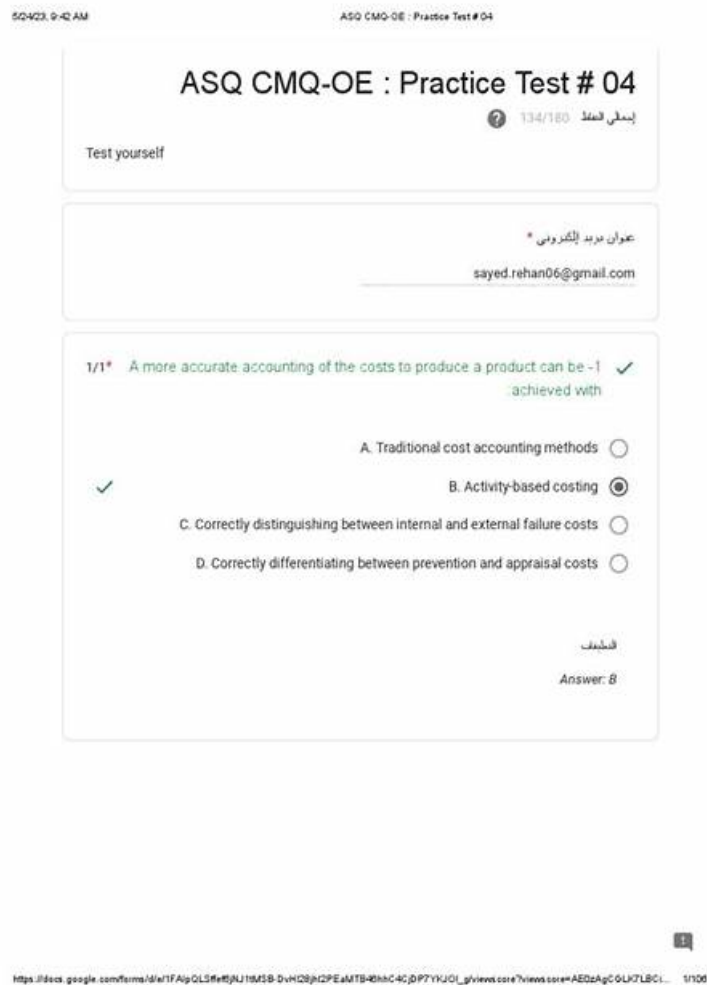 5/24/23, 9:42 AM ASQ CMQ-OE : Practice Test # 04
ASQ CMQ-OE : Practice Test # 04
134/180 إجمالي النقاط
Test yourself
عنوان بريد إلكتروني *
sayed.rehan06@gmail.com
1/1* A more accurate accounting of the costs to produce a product can be -1
achieved with
A. Traditional cost accounting methods
B. Activity-based costing
C. Correctly distinguishing between internal and external failure costs
D. Correctly differentiating between prevention and appraisal costs
التعليقات
Answer: B
1/106